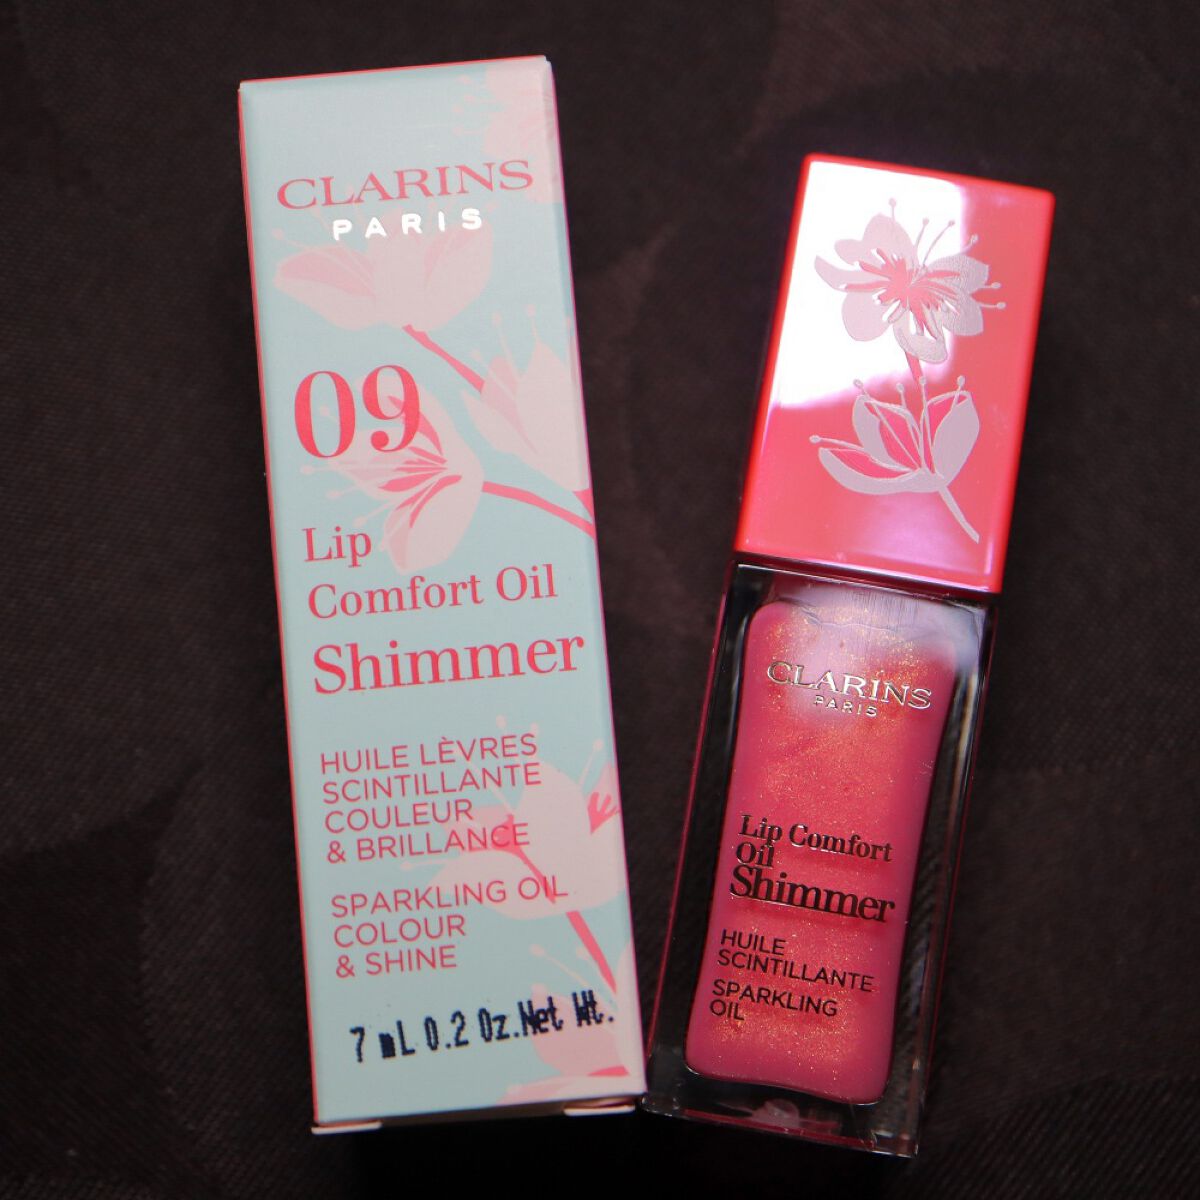 CLARINS
PARIS
09
Lip
Comfort Oil
Shimmer
HUILE LÈVRES
SCINTILLANTE
COULEUR
& BRILLANCE
SPARKLING OIL
COLOUR
& SHINE
7 mL 0.2 Oz.Net Wt.
CLARINS
PARIS
Lip Comfort
Oil
Shimmer
HUILE
SCINTILLANTE
SPARKLING
OIL